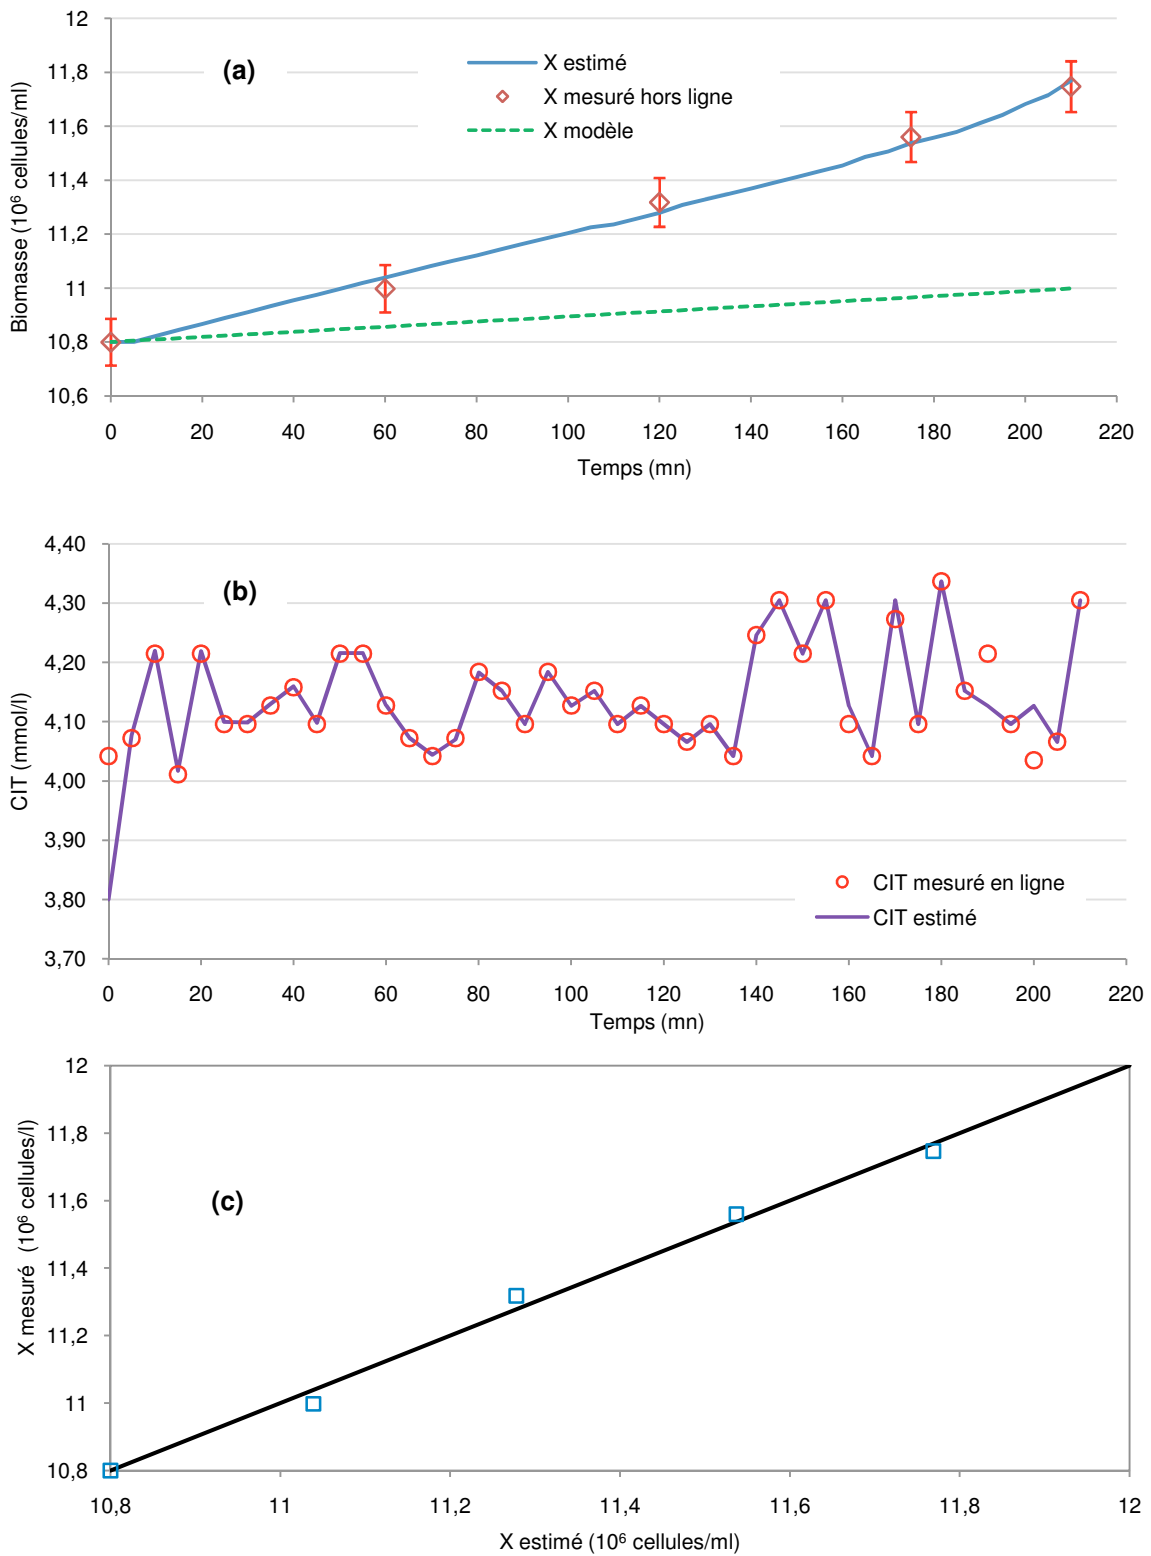 12
11,8
11,6
11,4
11,2
11
10,8
10,6
Biomasse (10⁶ cellules/ml)
(a)
X estimé
X mesuré hors ligne
X modèle
0 20 40 60 80 100 120 140 160 180 200 220
Temps (mn)
4,40
4,30
4,20
4,10
4,00
3,90
3,80
3,70
CIT (mmol/l)
(b)
CIT mesuré en ligne
CIT estimé
0 20 40 60 80 100 120 140 160 180 200 220
Temps (mn)
12
11,8
11,6
11,4
11,2
11
10,8
X mesuré (10⁶ cellules/l)
(c)
10,8 11 11,2 11,4 11,6 11,8 12
X estimé (10⁶ cellules/ml)